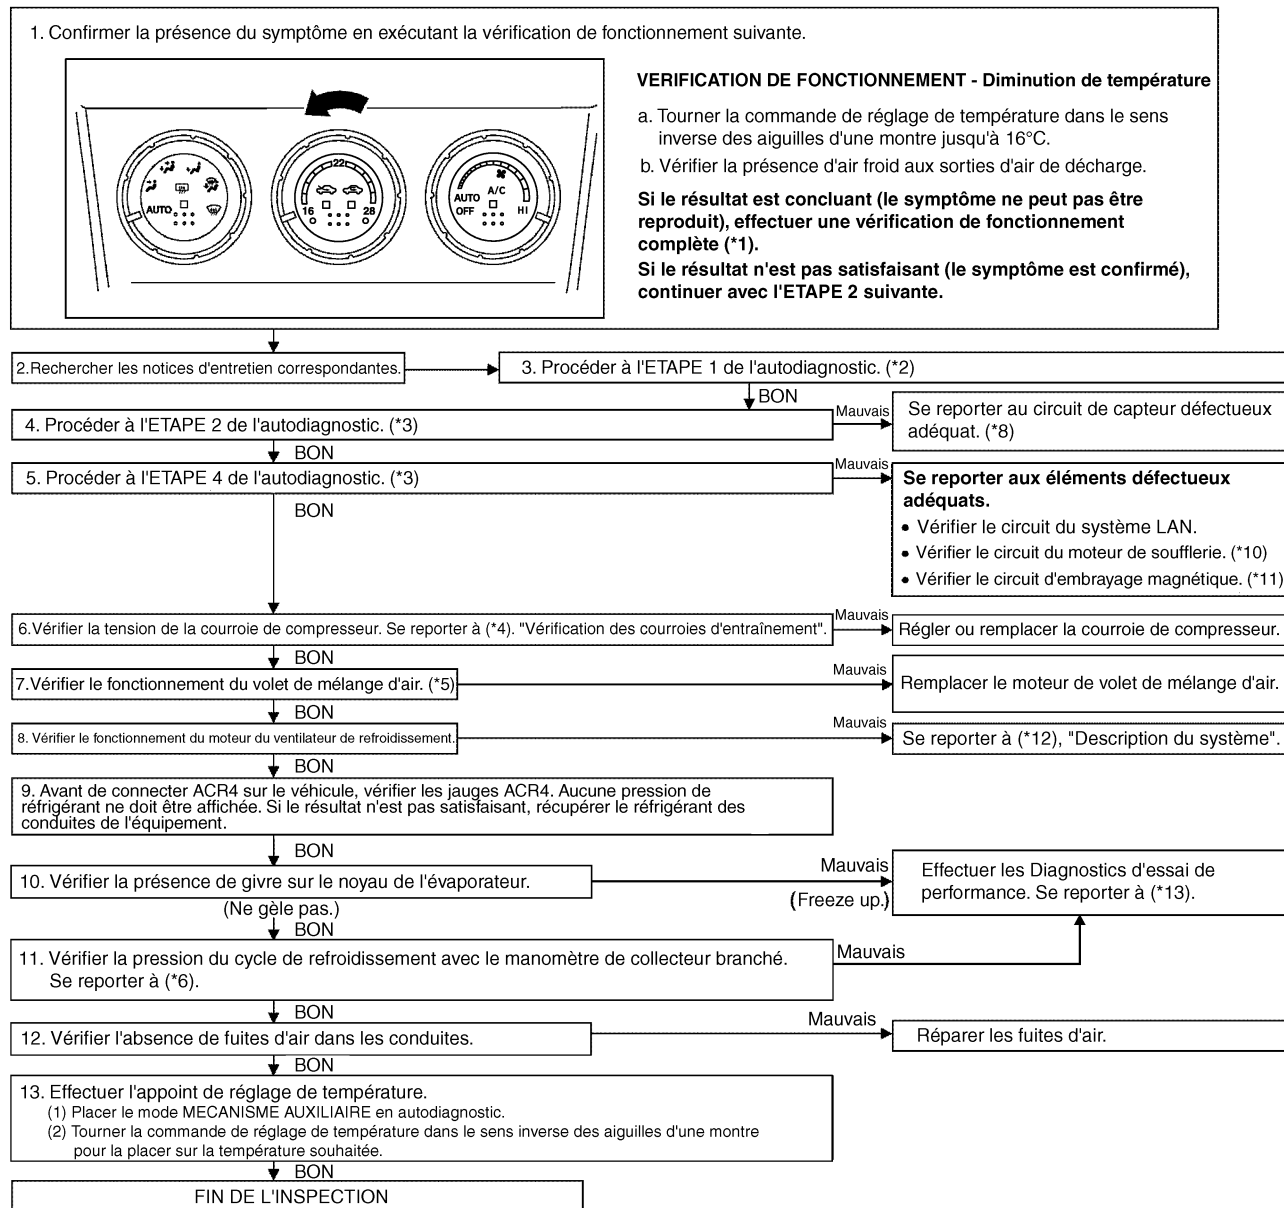 1. Confirmer la présence du symptôme en exécutant la vérification de fonctionnement suivante.
22
AUTO
16
28
AUTO
OFF
A/C
HI
VERIFICATION DE FONCTIONNEMENT - Diminution de température
a. Tourner la commande de réglage de température dans le sens
inverse des aiguilles d'une montre jusqu'à 16°C.
b. Vérifier la présence d'air froid aux sorties d'air de décharge.
Si le résultat est concluant (le symptôme ne peut pas être
reproduit), effectuer une vérification de fonctionnement
complète (*1).
Si le résultat n'est pas satisfaisant (le symptôme est confirmé),
continuer avec l'ETAPE 2 suivante.
2.Rechercher les notices d'entretien correspondantes.
3. Procéder à l'ETAPE 1 de l'autodiagnostic. (*2)
BON
4. Procéder à l'ETAPE 2 de l'autodiagnostic. (*3)
Mauvais
Se reporter au circuit de capteur défectueux
adéquat. (*8)
BON
5. Procéder à l'ETAPE 4 de l'autodiagnostic. (*3)
Mauvais
Se reporter aux éléments défectueux
adéquats.
• Vérifier le circuit du système LAN.
• Vérifier le circuit du moteur de soufflerie. (*10)
• Vérifier le circuit d'embrayage magnétique. (*11)
BON
6.Vérifier la tension de la courroie de compresseur. Se reporter à (*4). "Vérification des courroies d'entraînement".
Mauvais
Régler ou remplacer la courroie de compresseur.
BON
7.Vérifier le fonctionnement du volet de mélange d'air. (*5)
Mauvais
Remplacer le moteur de volet de mélange d'air.
BON
8. Vérifier le fonctionnement du moteur du ventilateur de refroidissement.
Mauvais
Se reporter à (*12), "Description du système".
BON
9. Avant de connecter ACR4 sur le véhicule, vérifier les jauges ACR4. Aucune pression de
réfrigérant ne doit être affichée. Si le résultat n'est pas satisfaisant, récupérer le réfrigérant des
conduites de l'équipement.
BON
10. Vérifier la présence de givre sur le noyau de l'évaporateur.
Mauvais
(Freeze up.)
Effectuer les Diagnostics d'essai de
performance. Se reporter à (*13).
(Ne gèle pas.)
BON
11. Vérifier la pression du cycle de refroidissement avec le manomètre de collecteur branché.
Se reporter à (*6).
Mauvais
BON
12. Vérifier l'absence de fuites d'air dans les conduites.
Mauvais
Réparer les fuites d'air.
BON
13. Effectuer l'appoint de réglage de température.
(1) Placer le mode MECANISME AUXILIAIRE en autodiagnostic.
(2) Tourner la commande de réglage de température dans le sens inverse des aiguilles d'une montre
pour la placer sur la température souhaitée.
BON
FIN DE L'INSPECTION